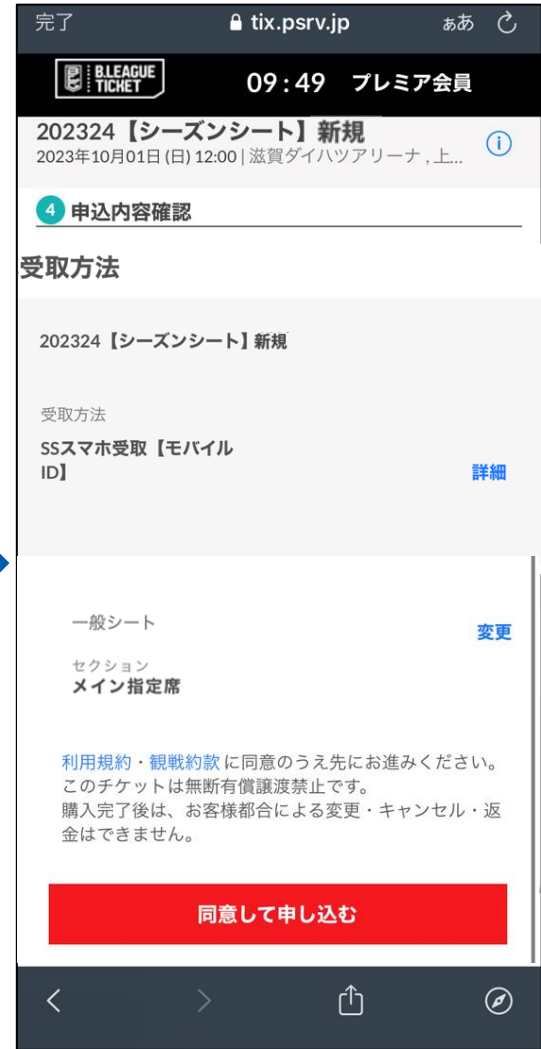 完了 tix.psrv.jp ぁあ
B.LEAGUE TICKET 09:49 プレミア会員
202324【シーズンシート】新規
2023年10月01日 (日) 12:00 | 滋賀ダイハツアリーナ , 上...
4 申込内容確認
受取方法
202324【シーズンシート】新規
受取方法
SSスマホ受取【モバイル
ID】 詳細
一般シート 変更
セクション
メイン指定席
利用規約・観戦約款 に同意のうえ先にお進みください。
このチケットは無断有償譲渡禁止です。
購入完了後は、お客様都合による変更・キャンセル・返
金はできません。
同意して申し込む